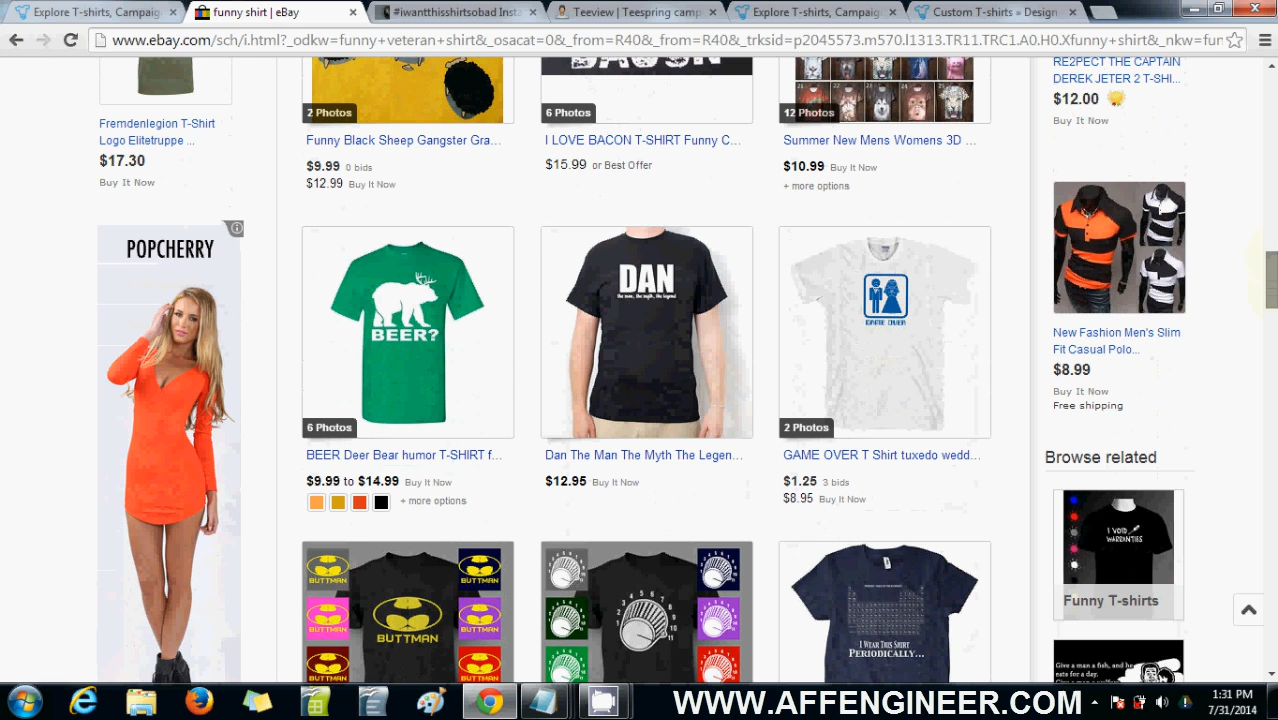 Explore T-shirts, Campaig
funny shirt | eBay
#iwantthisshirtsobad Inst
Teeview | Teespring camp
Explore T-shirts, Campaig
Custom T-shirts » Design
www.ebay.com/sch/i.html?_odkw=funny+veteran+shirt&_osacat=0&_from=R40&_from=R40&_trksid=p2045573.m570.l1313.TR11.TRC1.A0.H0.Xfunny+shirt&_nkw=fur
Fremdenlegion T-Shirt
Logo Elitetruppe ...
$17.30
Buy It Now
POPCHERRY
2 Photos
Funny Black Sheep Gangster Gra...
$9.99 0 bids
$12.99 Buy It Now
6 Photos
I LOVE BACON T-SHIRT Funny C...
$15.99 or Best Offer
12 Photos
Summer New Mens Womens 3D ...
$10.99 Buy It Now
+ more options
RE2PECT THE CAPTAIN
DEREK JETER 2 T-SHI...
$12.00
Buy It Now
BEER?
6 Photos
BEER Deer Bear humor T-SHIRT f...
$9.99 to $14.99 Buy It Now
+ more options
DAN
the man, the myth, the legend
Dan The Man The Myth The Legen...
$12.95 Buy It Now
GAME OVER
2 Photos
GAME OVER T Shirt tuxedo wedd...
$1.25 3 bids
$8.95 Buy It Now
New Fashion Men's Slim
Fit Casual Polo...
$8.99
Buy It Now
Free shipping
Browse related
I VOID
WARRANTIES
Funny T-shirts
Give a man a fish, and he
eats for a day.
BUTTMAN
BUTTMAN
BUTTMAN
BUTTMAN
BUTTMAN
BUTTMAN
BUTTMAN
I WEAR THIS SHIRT
PERIODICALLY...
WWW.AFFENGINEER.COM
1:31 PM
7/31/2014